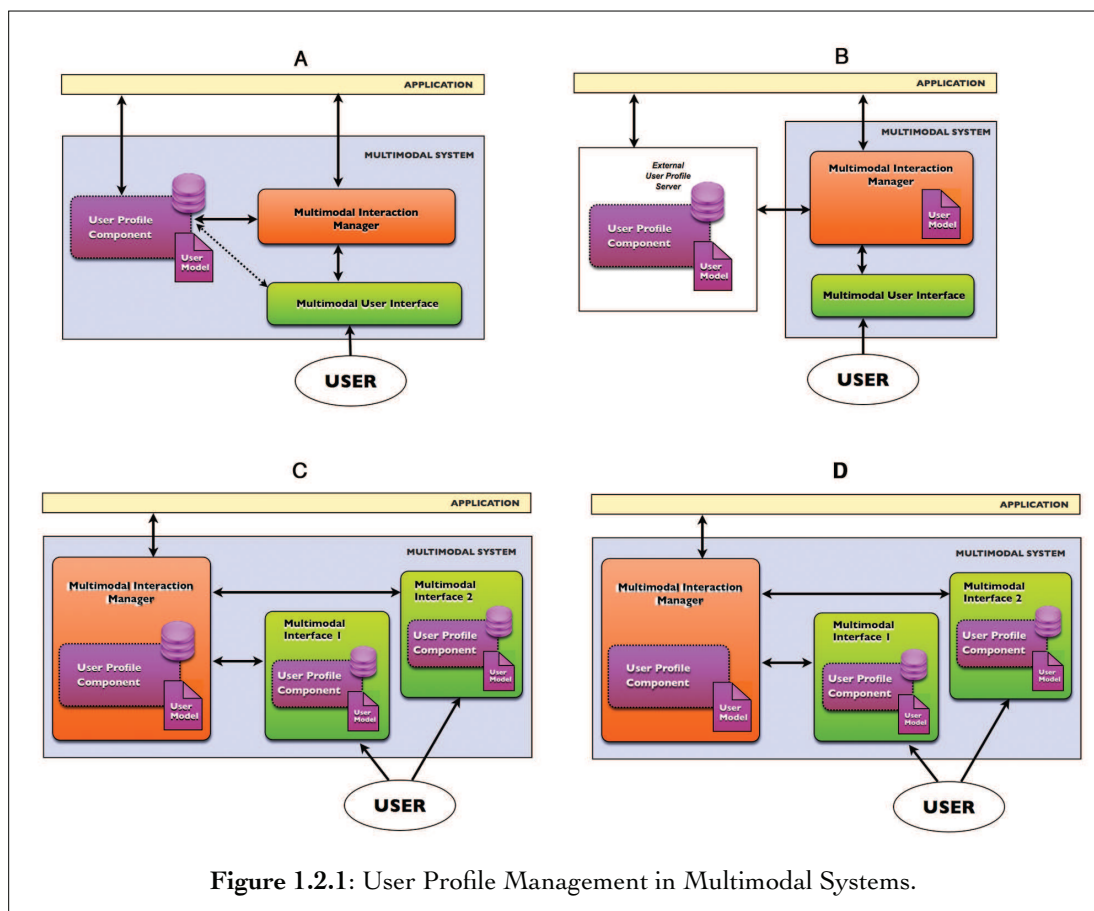 A
APPLICATION
MULTIMODAL SYSTEM
User Profile
Component
User
Model
Multimodal Interaction
Manager
Multimodal User Interface
USER
B
APPLICATION
MULTIMODAL SYSTEM
External
User Profile
Server
User Profile
Component
User
Model
Multimodal Interaction
Manager
User
Model
Multimodal User Interface
USER
C
APPLICATION
MULTIMODAL SYSTEM
Multimodal Interaction
Manager
User Profile
Component
User
Model
Multimodal
Interface 1
User Profile
Component
User
Model
Multimodal
Interface 2
User Profile
Component
User
Model
USER
D
APPLICATION
MULTIMODAL SYSTEM
Multimodal Interaction
Manager
User Profile
Component
User
Model
Multimodal
Interface 1
User Profile
Component
User
Model
Multimodal
Interface 2
User Profile
Component
User
Model
USER
Figure 1.2.1: User Profile Management in Multimodal Systems.